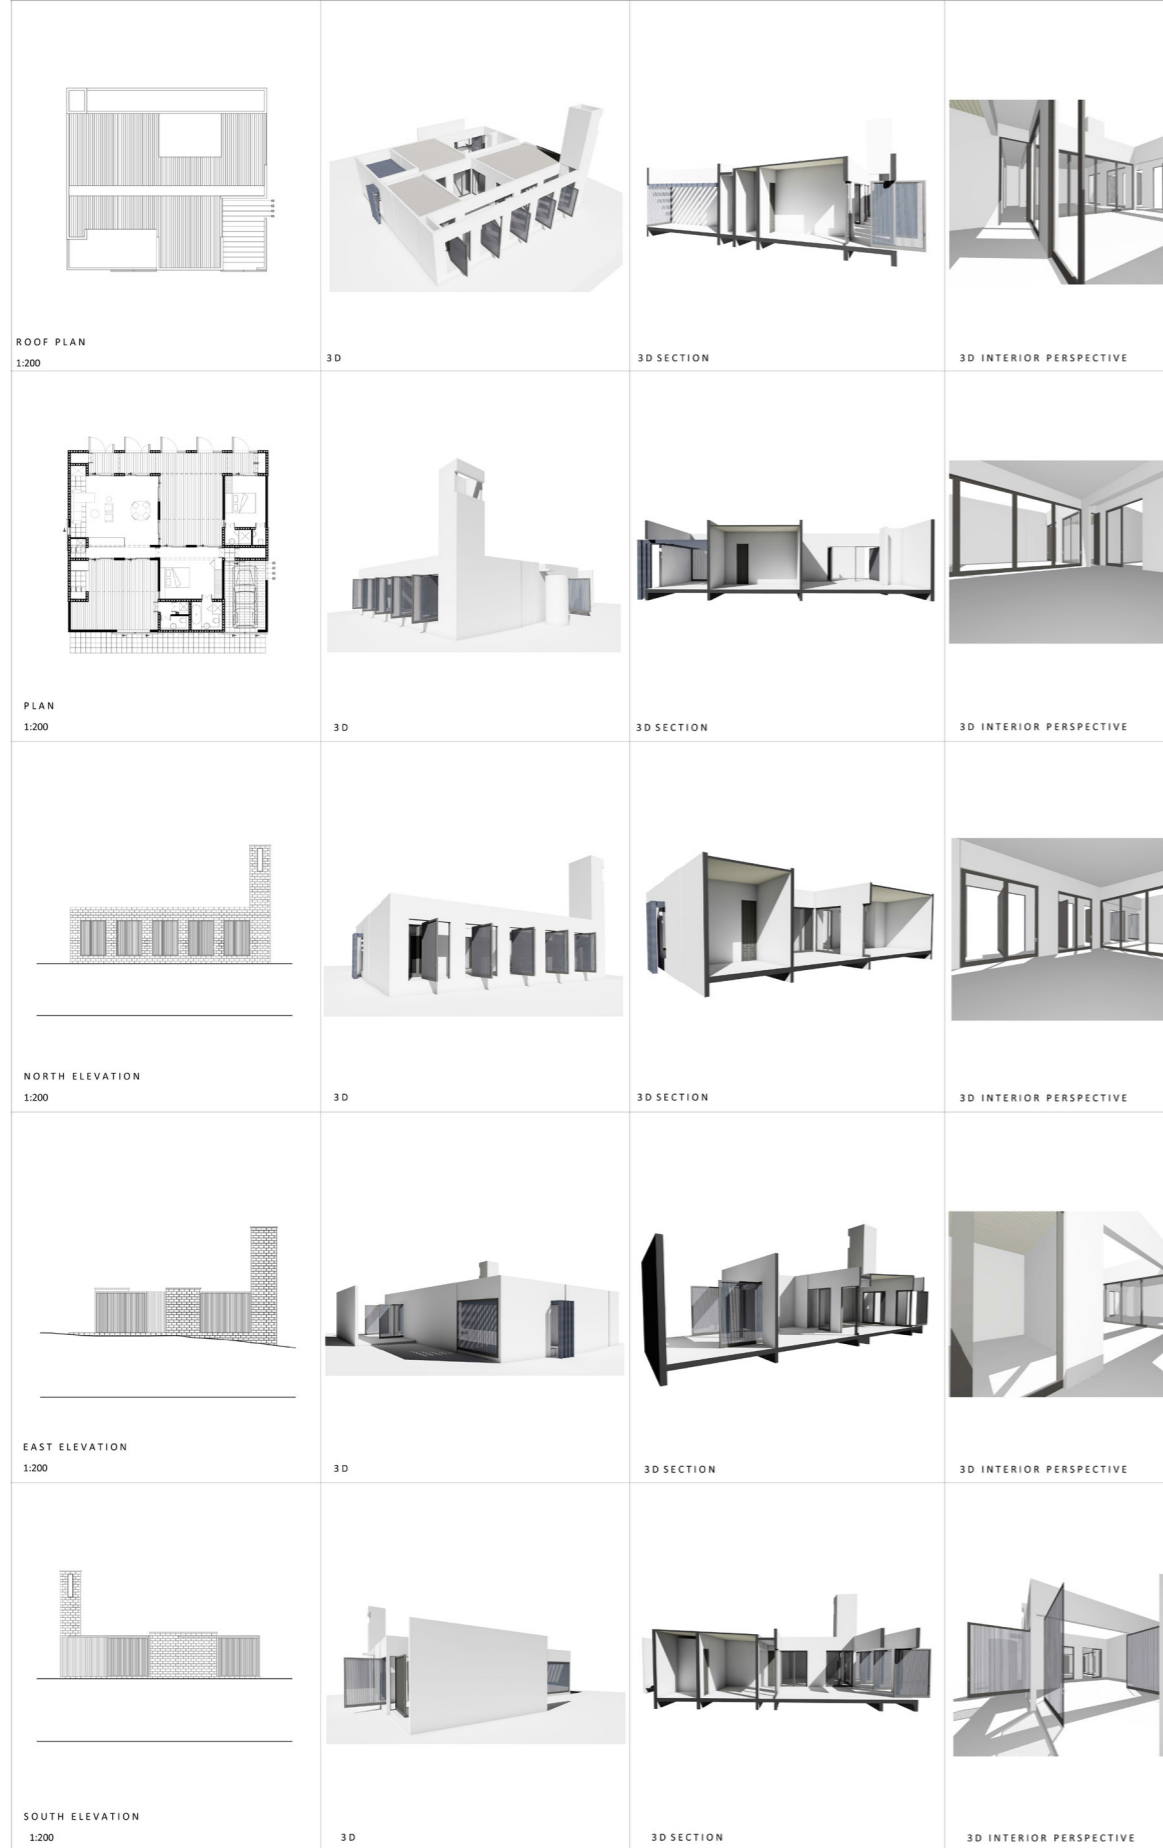 ROOF PLAN
1:200
3D
3D SECTION
3D INTERIOR PERSPECTIVE
PLAN
1:200
3D
3D SECTION
3D INTERIOR PERSPECTIVE
NORTH ELEVATION
1:200
3D
3D SECTION
3D INTERIOR PERSPECTIVE
EAST ELEVATION
1:200
3D
3D SECTION
3D INTERIOR PERSPECTIVE
SOUTH ELEVATION
1:200
3D
3D SECTION
3D INTERIOR PERSPECTIVE